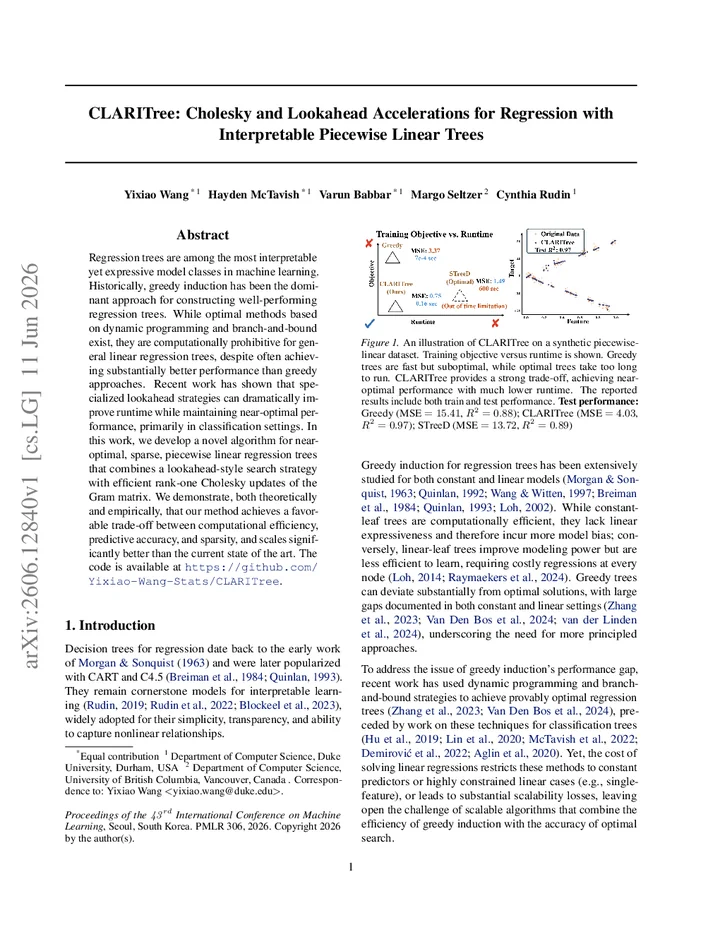 CLARITree: Cholesky and Lookahead Accelerations for Regression with
Interpretable Piecewise Linear Trees
Yixiao Wang * 1 Hayden McTavish * 1 Varun Babbar * 1 Margo Seltzer 2 Cynthia Rudin 1
arXiv:2606.12840v1 [cs.LG] 11 Jun 2026
Abstract
Regression trees are among the most interpretable
yet expressive model classes in machine learning.
Historically, greedy induction has been the domi-
nant approach for constructing well-performing
regression trees. While optimal methods based
on dynamic programming and branch-and-bound
exist, they are computationally prohibitive for gen-
eral linear regression trees, despite often achiev-
ing substantially better performance than greedy
approaches. Recent work has shown that spe-
cialized lookahead strategies can dramatically im-
prove runtime while maintaining near-optimal per-
formance, primarily in classification settings. In
this work, we develop a novel algorithm for near-
optimal, sparse, piecewise linear regression trees
that combines a lookahead-style search strategy
with efficient rank-one Cholesky updates of the
Gram matrix. We demonstrate, both theoretically
and empirically, that our method achieves a favor-
able trade-off between computational efficiency,
predictive accuracy, and sparsity, and scales sig-
nificantly better than the current state of the art. The
code is available at https://github.com/
Yixiao-Wang-Stats/CLARITree.
1. Introduction
Decision trees for regression date back to the early work
of Morgan & Sonquist (1963) and were later popularized
with CART and C4.5 (Breiman et al., 1984; Quinlan, 1993).
They remain cornerstone models for interpretable learn-
ing (Rudin, 2019; Rudin et al., 2022; Blockeel et al., 2023),
widely adopted for their simplicity, transparency, and ability
to capture nonlinear relationships.
*Equal contribution 1 Department of Computer Science, Duke
University, Durham, USA 2 Department of Computer Science,
University of British Columbia, Vancouver, Canada . Correspon-
dence to: Yixiao Wang <yixiao.wang@duke.edu>.
Proceedings of the 43rd International Conference on Machine
Learning, Seoul, South Korea. PMLR 306, 2026. Copyright 2026
by the author(s).
Training Objective vs. Runtime
Greedy
MSE: 3.37
7e-4 sec
CLARITree
(Ours)
MSE: 0.75
0.16 sec
STreeD
(Optimal)
MSE: 1.49
600 sec
(Out of time limitation)
Objective
Runtime
Original Data
CLARITree
Test R²: 0.97
Target
Feature
Figure 1. An illustration of CLARITree on a synthetic piecewise-
linear dataset. Training objective versus runtime is shown. Greedy
trees are fast but suboptimal, while optimal trees take too long
to run. CLARITree provides a strong trade-off, achieving near-
optimal performance with much lower runtime. The reported
results include both train and test performance. Test performance:
Greedy (MSE = 15.41, R² = 0.88); CLARITree (MSE = 4.03,
R² = 0.97); STreeD (MSE = 13.72, R² = 0.89)
Greedy induction for regression trees has been extensively
studied for both constant and linear models (Morgan & Son-
quist, 1963; Quinlan, 1992; Wang & Witten, 1997; Breiman
et al., 1984; Quinlan, 1993; Loh, 2002). While constant-
leaf trees are computationally efficient, they lack linear
expressiveness and therefore incur more model bias; con-
versely, linear-leaf trees improve modeling power but are
less efficient to learn, requiring costly regressions at every
node (Loh, 2014; Raymaekers et al., 2024). Greedy trees
can deviate substantially from optimal solutions, with large
gaps documented in both constant and linear settings (Zhang
et al., 2023; Van Den Bos et al., 2024; van der Linden
et al., 2024), underscoring the need for more principled
approaches.
To address the issue of greedy induction's performance gap,
recent work has used dynamic programming and branch-
and-bound strategies to achieve provably optimal regression
trees (Zhang et al., 2023; Van Den Bos et al., 2024), pre-
ceded by work on these techniques for classification trees
(Hu et al., 2019; Lin et al., 2020; McTavish et al., 2022;
Demirović et al., 2022; Aglin et al., 2020). Yet, the cost of
solving linear regressions restricts these methods to constant
predictors or highly constrained linear cases (e.g., single-
feature), or leads to substantial scalability losses, leaving
open the challenge of scalable algorithms that combine the
efficiency of greedy induction with the accuracy of optimal
search.
1